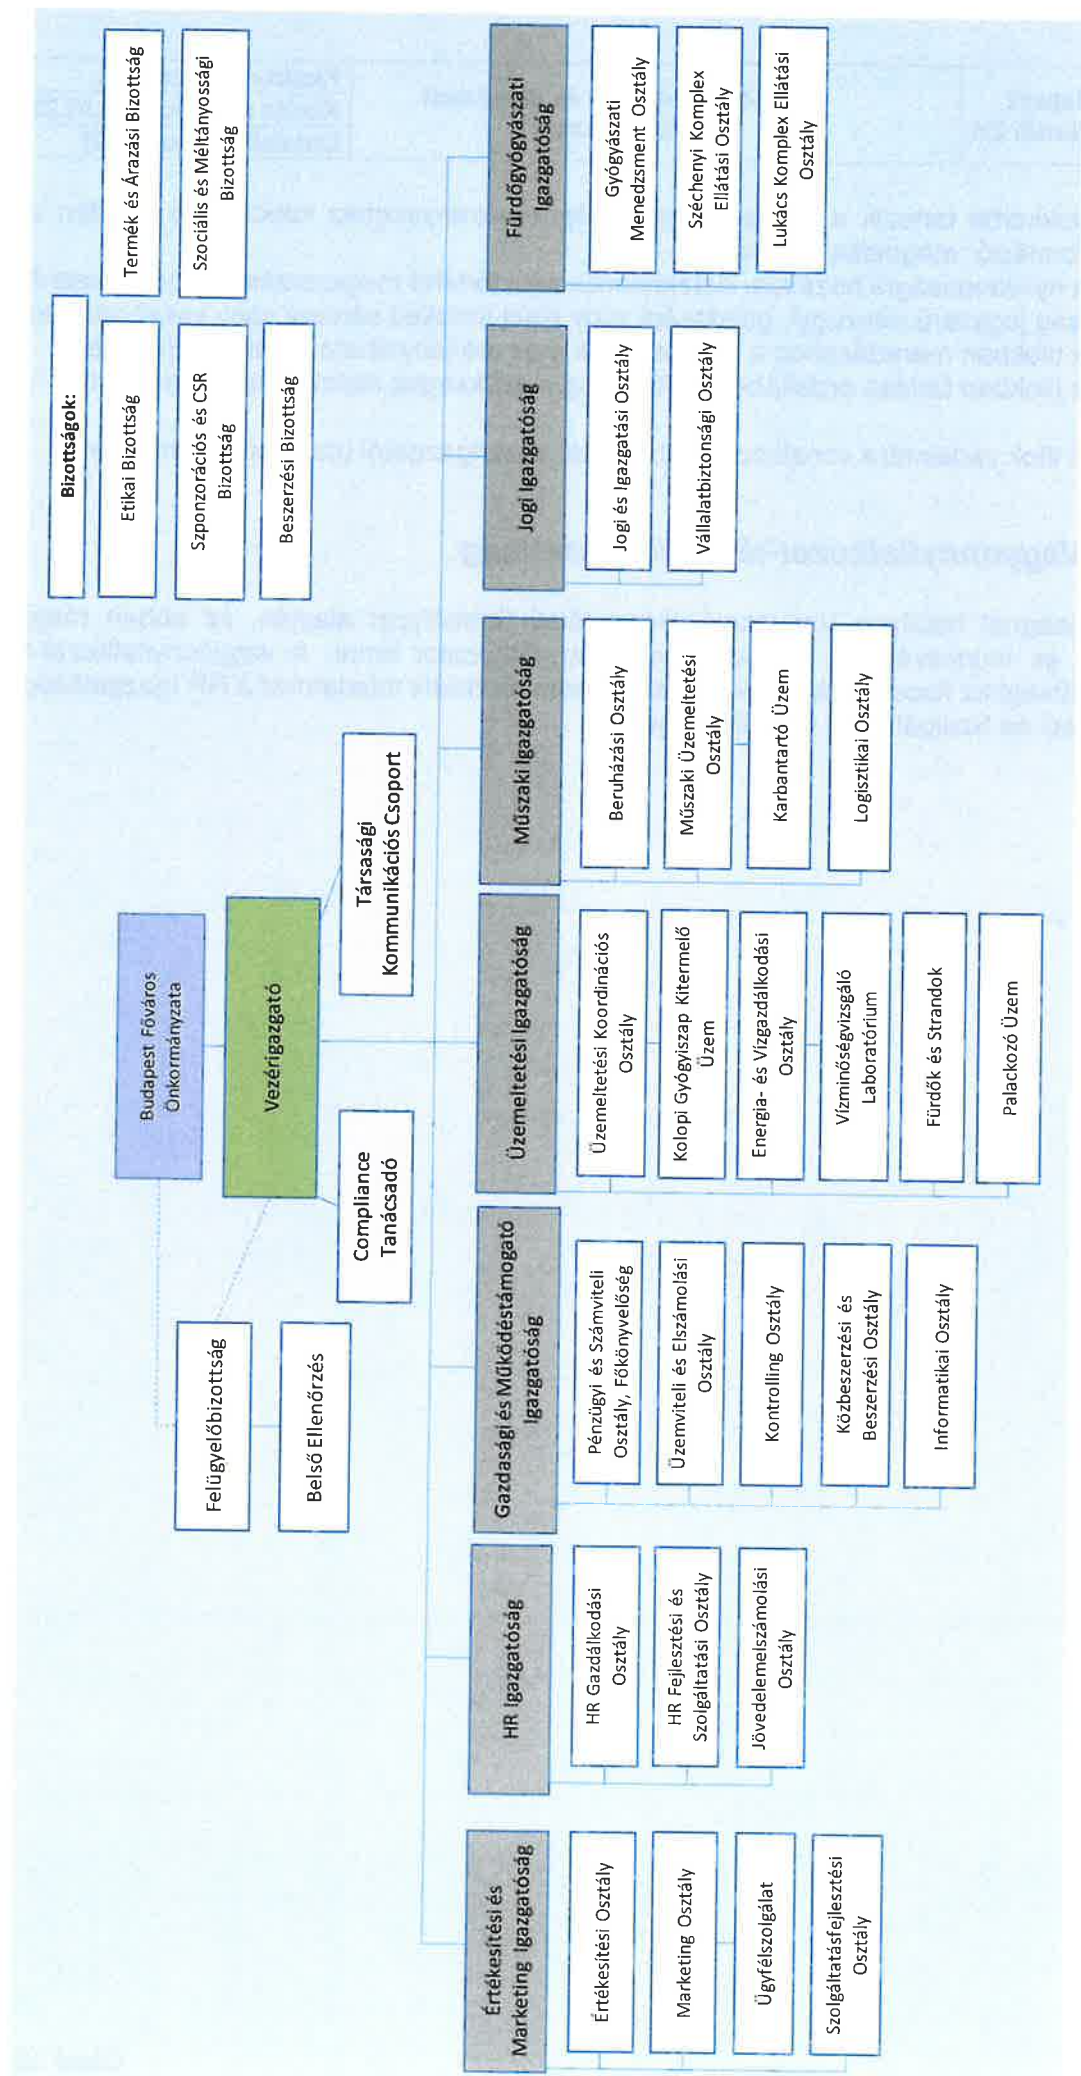 Budapest Főváros
Önkormányzata
Vezérigazgató
Felügyelőbizottság
Belső Ellenőrzés
Compliance
Tanácsadó
Társasági
Kommunikációs Csoport
Bizottságok:
Etikai Bizottság
Termék és Árazási Bizottság
Szponzorációs és CSR
Bizottság
Szociális és Méltányossági
Bizottság
Beszerzési Bizottság
Értékesítési és
Marketing Igazgatóság
Értékesítési Osztály
Marketing Osztály
Ügyfélszolgálat
Szolgáltatásfejlesztési
Osztály
HR Igazgatóság
HR Gazdálkodási
Osztály
HR Fejlesztési és
Szolgáltatási Osztály
Jövedelemelszámolási
Osztály
Gazdasági és Működéstámogató
Igazgatóság
Pénzügyi és Számviteli
Osztály, Főkönyvelőség
Üzemviteli és Elszámolási
Osztály
Kontrolling Osztály
Közbeszerzési és
Beszerzési Osztály
Informatikai Osztály
Üzemeltetési Igazgatóság
Üzemeltetési Koordinációs
Osztály
Kolopi Gyógyiszap Kitermelő
Üzem
Energia- és Vízgazdálkodási
Osztály
Vízminőségvizsgáló
Laboratórium
Fürdők és Strandok
Palackozó Üzem
Műszaki Igazgatóság
Beruházási Osztály
Műszaki Üzemeltetési
Osztály
Karbantartó Üzem
Logisztikai Osztály
Jogi Igazgatóság
Jogi és Igazgatási Osztály
Vállalatbiztonsági Osztály
Fürdőgyógyászati
Igazgatóság
Gyógyászati
Menedzsment Osztály
Széchenyi Komplex
Ellátási Osztály
Lukács Komplex Ellátási
Osztály